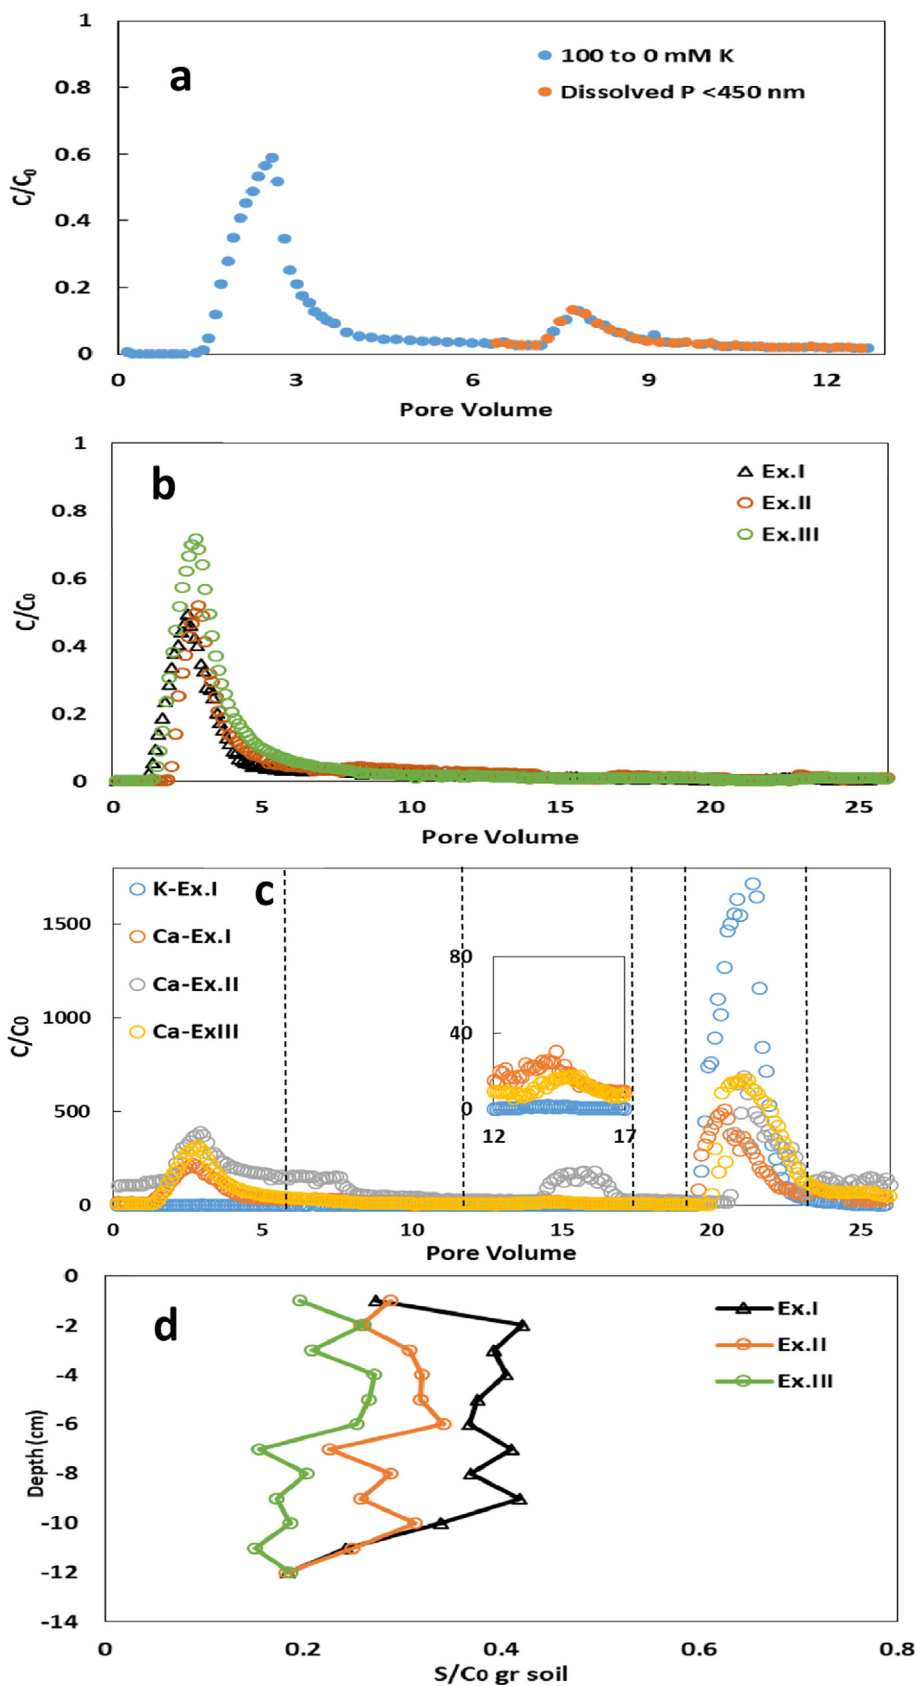 a
100 to 0 mM K
Dissolved P <450 nm
1
0.8
0.6
0.4
0.2
0
C/C0
0 3 6 9 12
Pore Volume
b
Ex.I
Ex.II
Ex.III
1
0.8
0.6
0.4
0.2
0
C/C0
0 5 10 15 20 25
Pore Volume
c
K-Ex.I
Ca-Ex.I
Ca-Ex.II
Ca-ExIII
1500
1000
500
0
C/C0
80
40
0
12 17
0 5 10 15 20 25
Pore Volume
d
Ex.I
Ex.II
Ex.III
0
-2
-4
-6
-8
-10
-12
-14
Depth (cm)
0 0.2 0.4 0.6 0.8
S/C0 gr soil